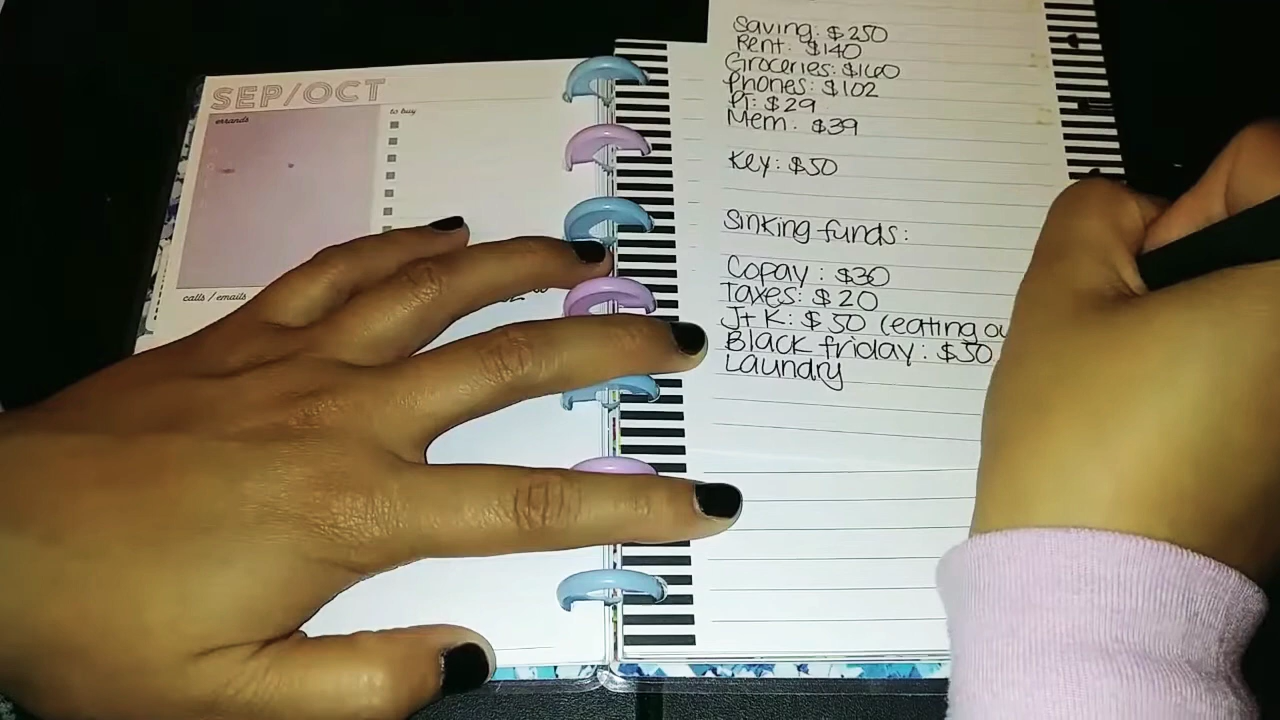 SEP/OCT
errands
to buy
calls / emails
Saving: $250
Rent: $140
Groceries: $160
Phones: $102
PJ: $29
Mem: $39
Key: $50
Sinking funds:
Copay: $30
Taxes: $20
J+K: $50 (eating ou
Black friday: $50
Laundry